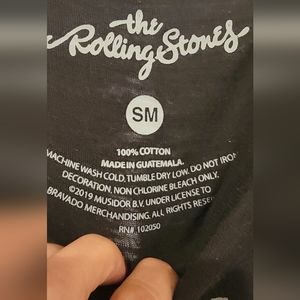 the
Rolling Stones
SM
100% COTTON
MADE IN GUATEMALA.
MACHINE WASH COLD, TUMBLE DRY LOW. DO NOT IRON
DECORATION. NON CHLORINE BLEACH ONLY.
©2019 MUSIDOR B.V. UNDER LICENSE TO
BRAVADO MERCHANDISING. ALL RIGHTS RESE
RN# 102050